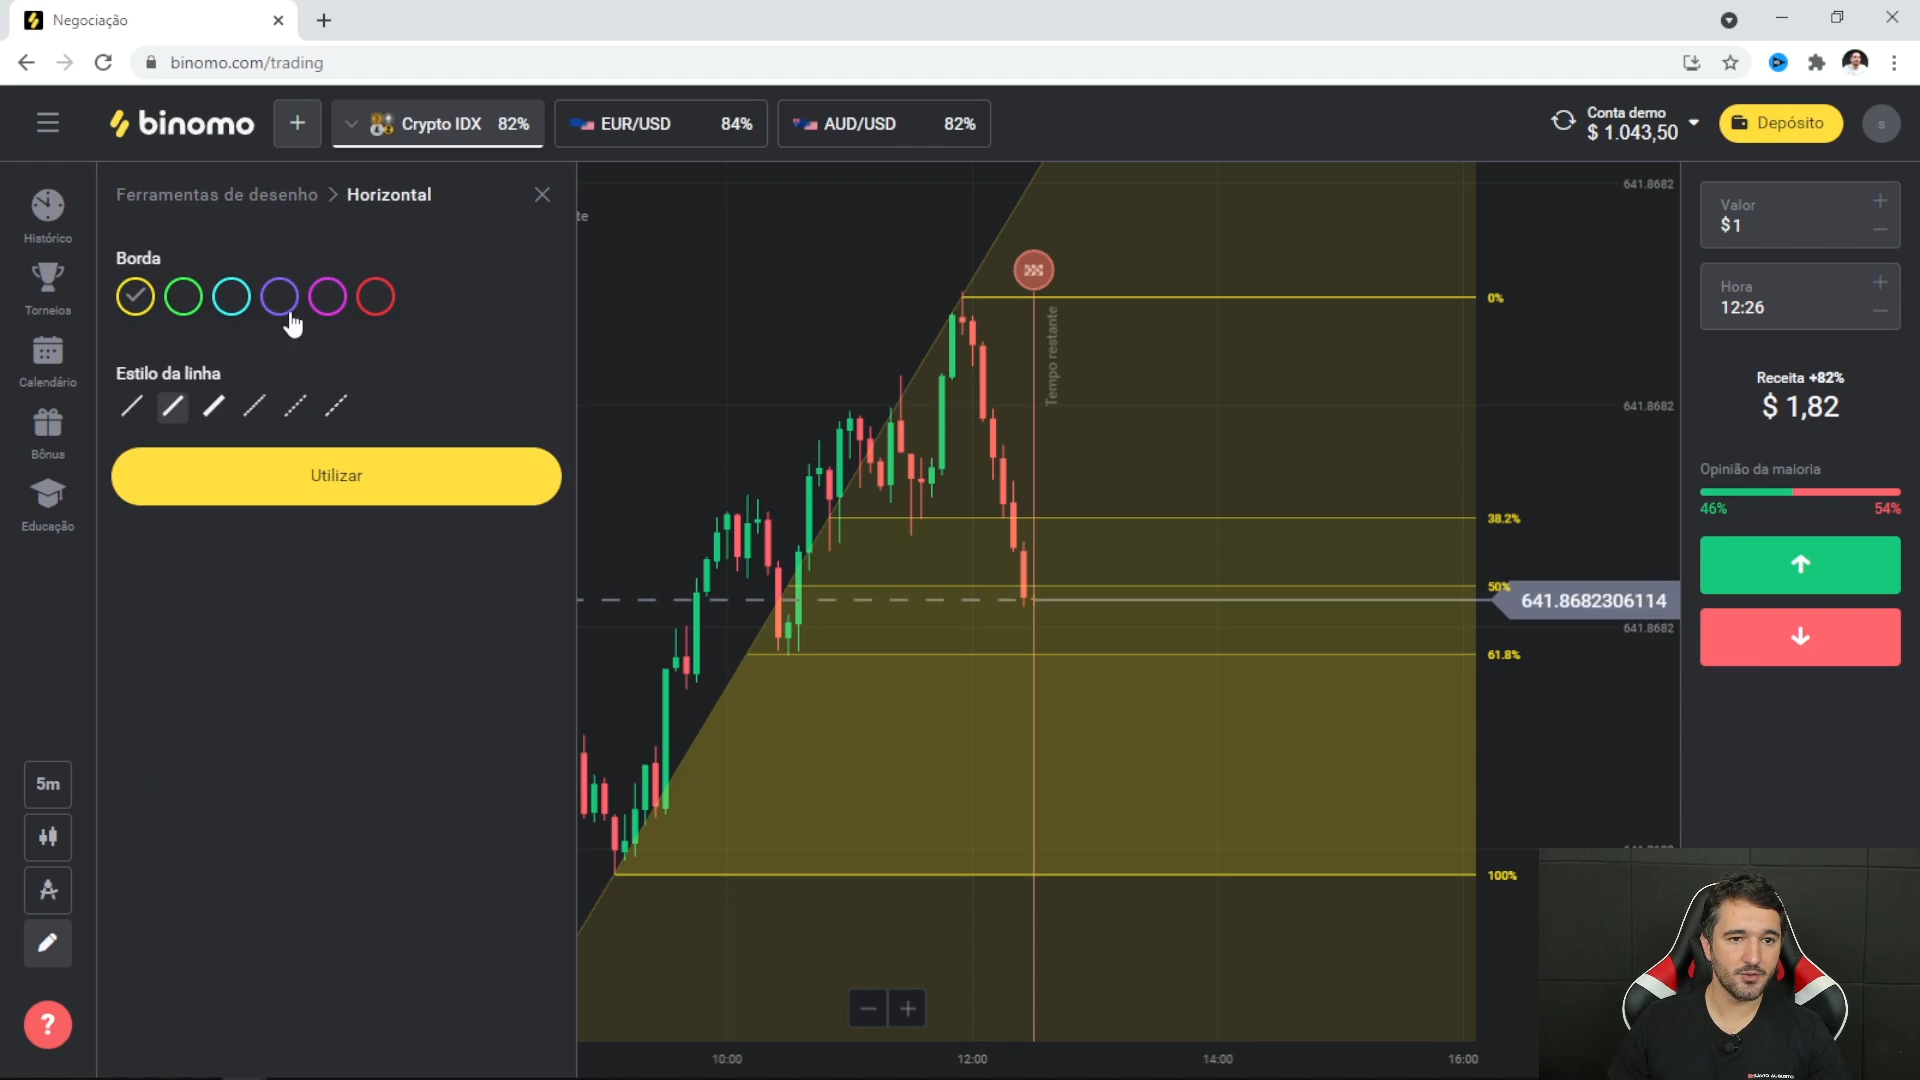 Negociação
binomo.com/trading
binomo
Crypto IDX 82%
EUR/USD 84%
AUD/USD 82%
Conta demo
$ 1.043,50
Depósito
s
Histórico
Torneios
Calendário
Bônus
Educação
5m
?
Ferramentas de desenho > Horizontal
Borda
Estilo da linha
Utilizar
te
Tempo restante
0%
38.2%
50%
61.8%
100%
641.8682
641.8682
641.8682306114
641.8682
10:00
12:00
14:00
16:00
Valor
$1
Hora
12:26
Receita +82%
$ 1,82
Opinião da maioria
46%
54%